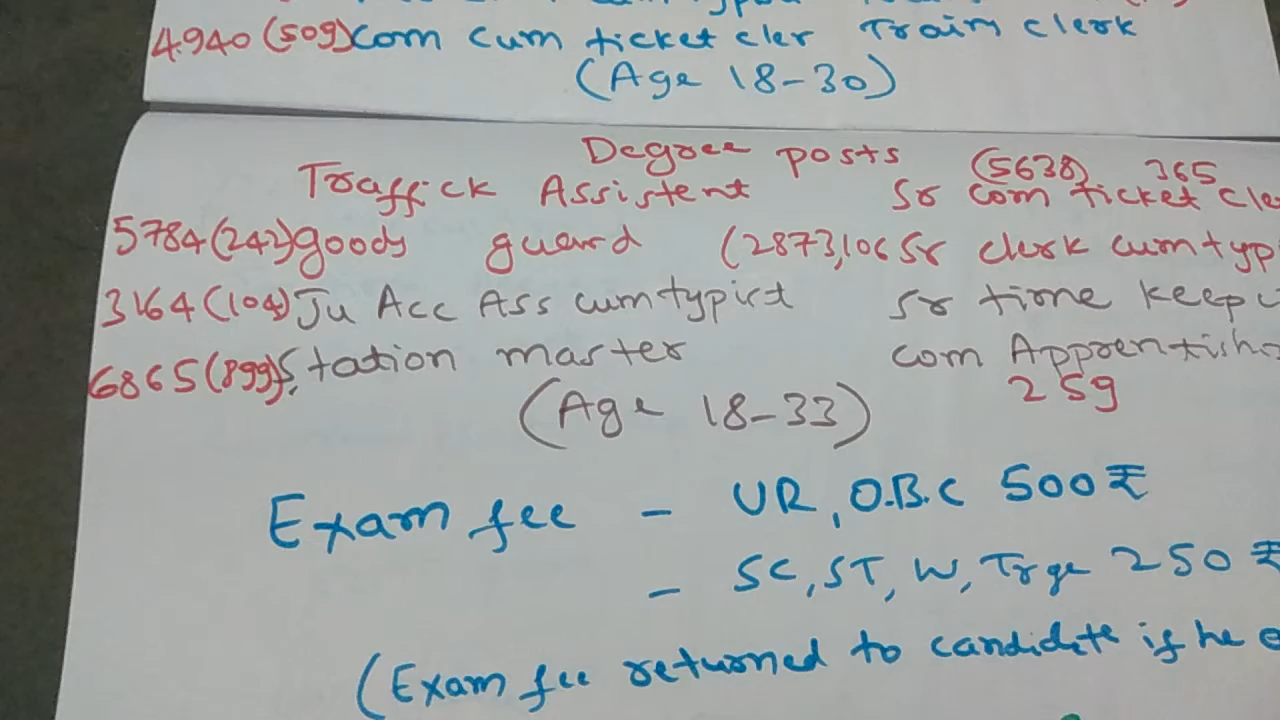 4.940 (509) com cum ticket cler Train clerk
(Age 18-30)
Degree posts (5638) 365
Traffick Assistent Sr com ticket cle
5784(242) goods guard (2873,106 Sr clerk cum typ
3164(104) Ju Acc Ass cum typist Sr time keep
6865(899) Station master com Apprentish
259
(Age 18-33)
Exam fee - UR, O.B.C 500₹
- SC, ST, W, Trge 250₹
(Exam fee returned to candidate if he